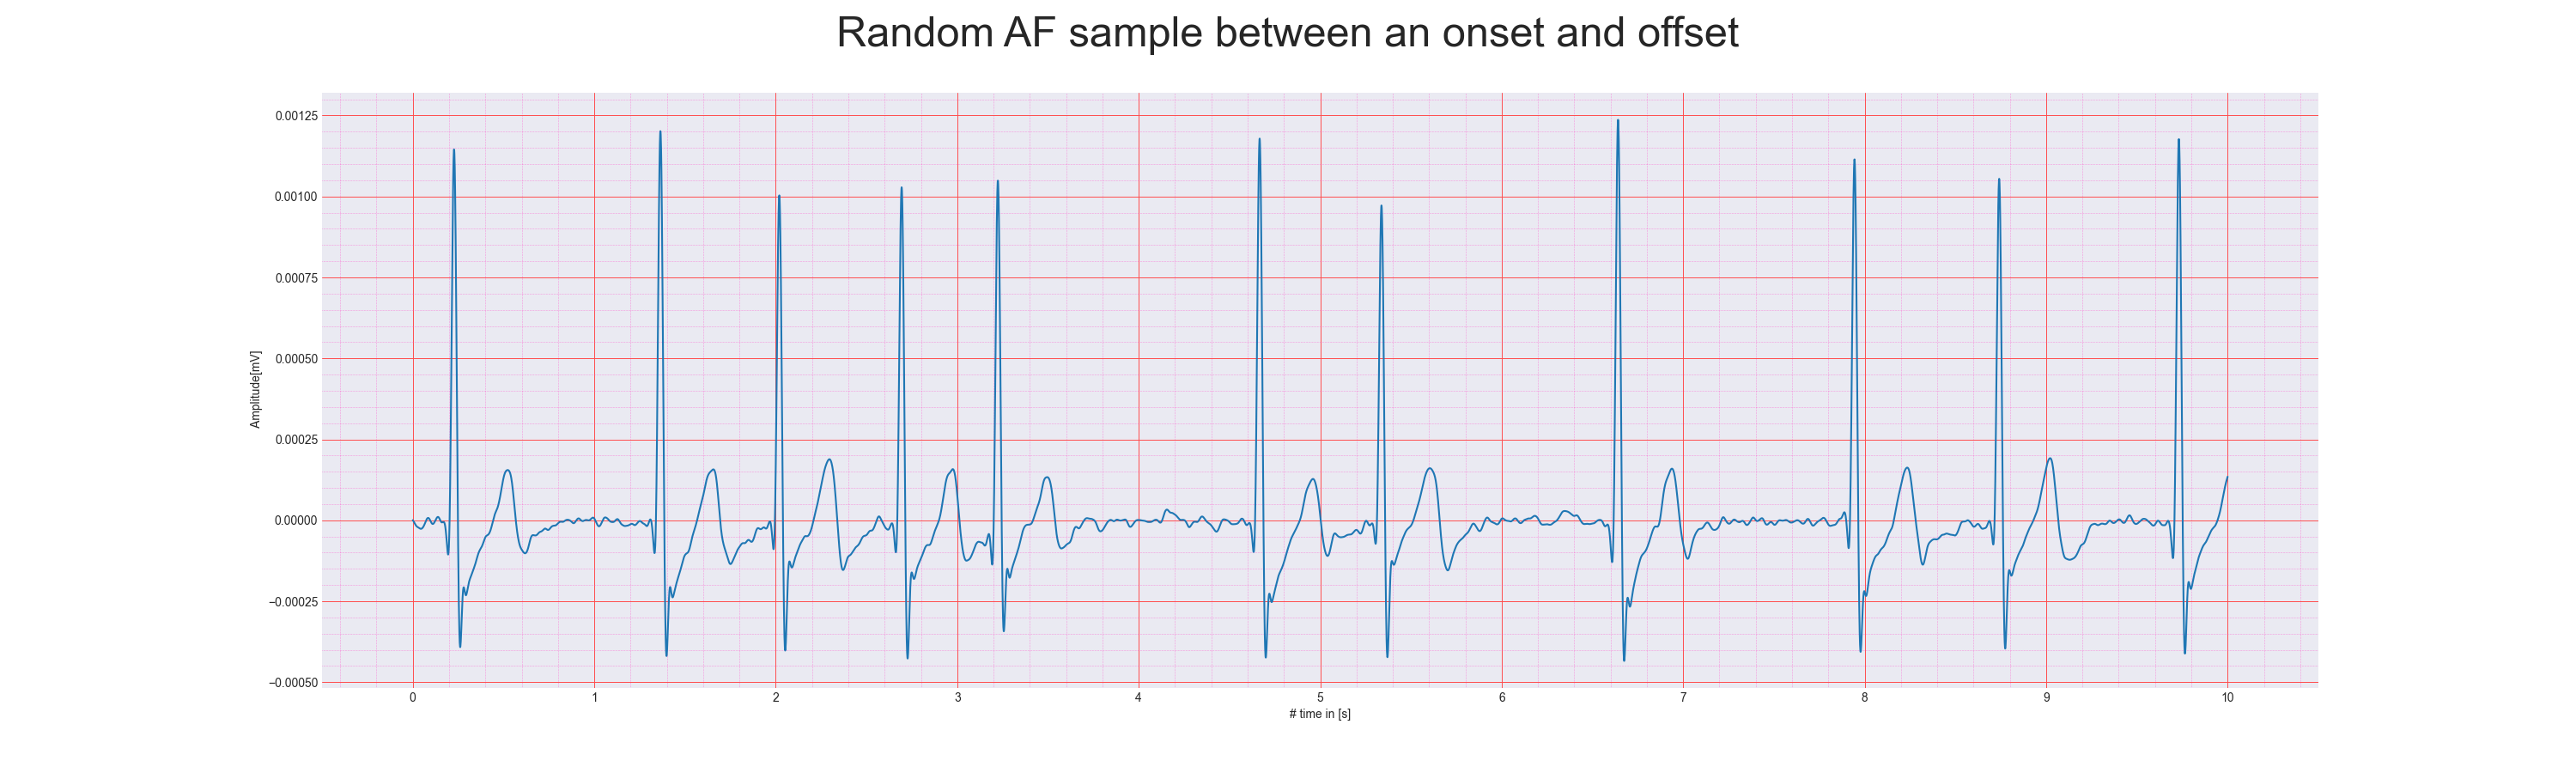 Random AF sample between an onset and offset
0.00125
0.00100
0.00075
0.00050
0.00025
0.00000
−0.00025
−0.00050
Amplitude[mV]
0 1 2 3 4 5 6 7 8 9 10
# time in [s]